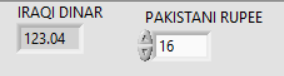 IRAQI DINAR
123.04
PAKISTANI RUPEE
16